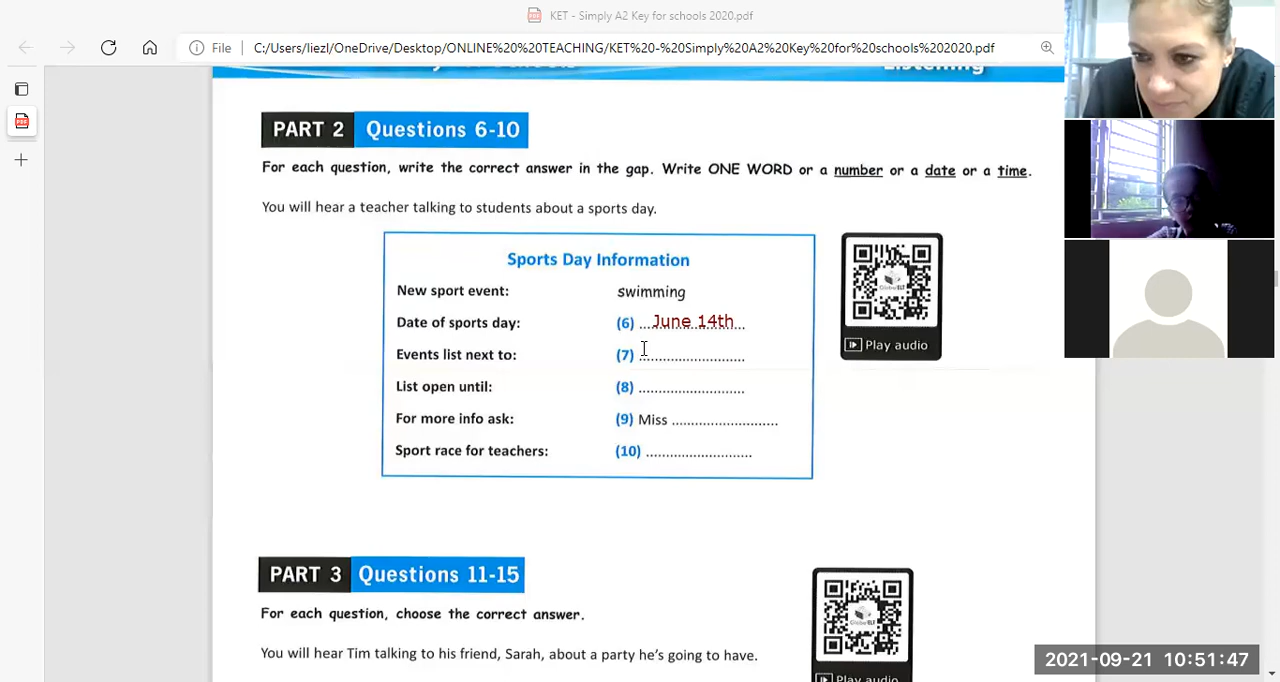 KET - Simply A2 Key for schools 2020.pdf
File C:/Users/liezl/OneDrive/Desktop/ONLINE%20%20TEACHING/KET%20-%20Simply%20A2%20Key%20for%20schools%202020.pdf
PART 2 Questions 6-10
For each question, write the correct answer in the gap. Write ONE WORD or a number or a date or a time.
You will hear a teacher talking to students about a sports day.
Sports Day Information
New sport event: swimming
Date of sports day: (6) ...June 14th...
Events list next to: (7) ..........................
List open until: (8) ..........................
For more info ask: (9) Miss ..........................
Sport race for teachers: (10) ..........................
GlobalELT
Play audio
PART 3 Questions 11-15
For each question, choose the correct answer.
You will hear Tim talking to his friend, Sarah, about a party he's going to have.
GlobalELT
Play audio
2021-09-21 10:51:47